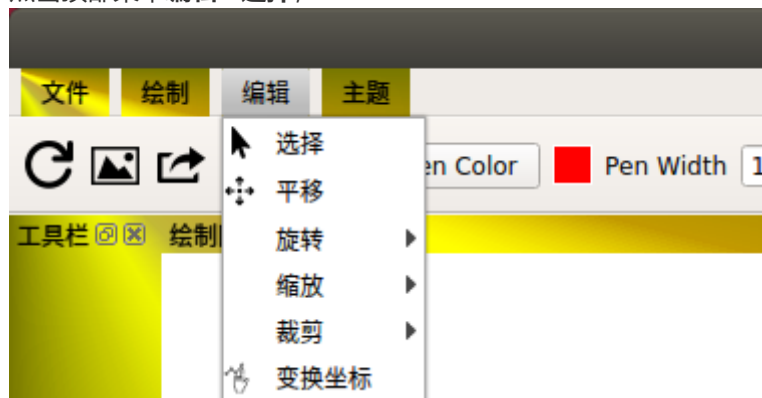 文件 绘制 编辑 主题
选择
en Color Pen Width 1
平移
工具栏 绘制
旋转
缩放
裁剪
变换坐标